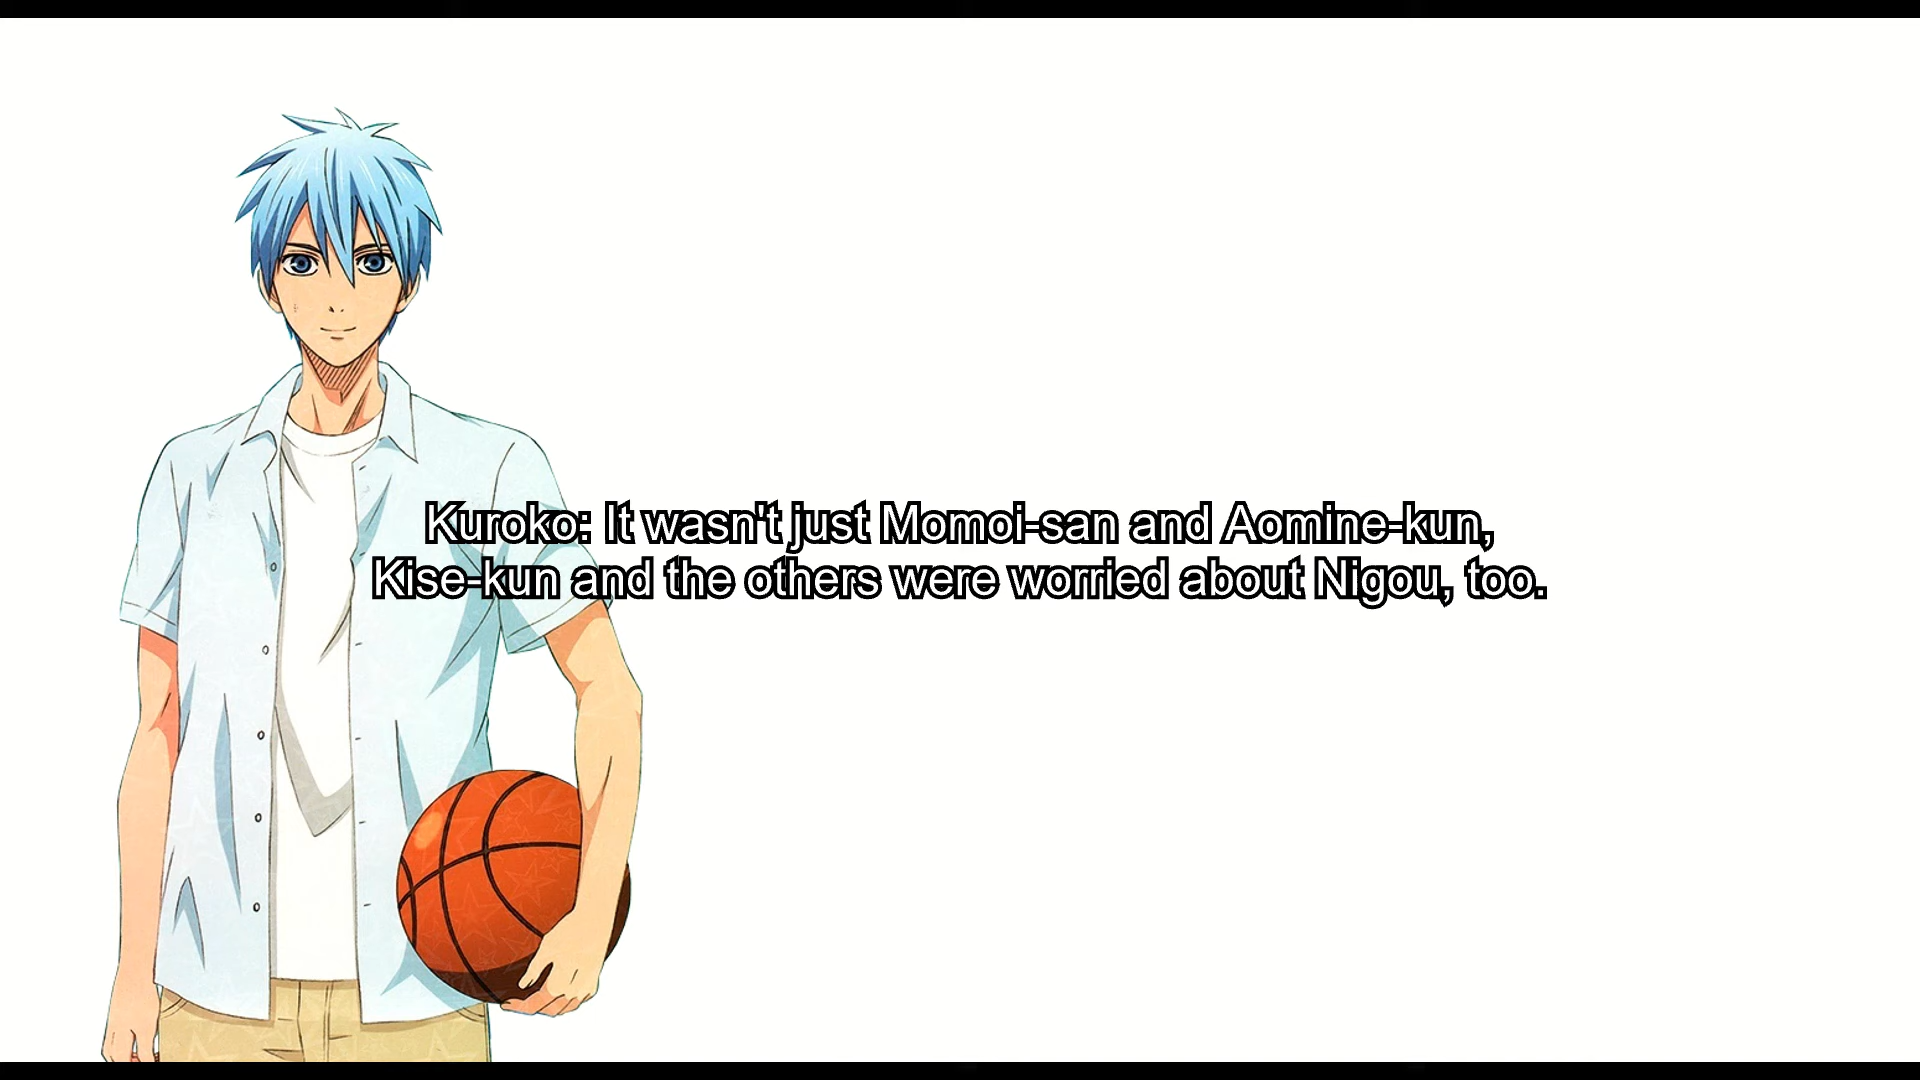 Kuroko: It wasn't just Momoi-san and Aomine-kun,
Kise-kun and the others were worried about Nigou, too.